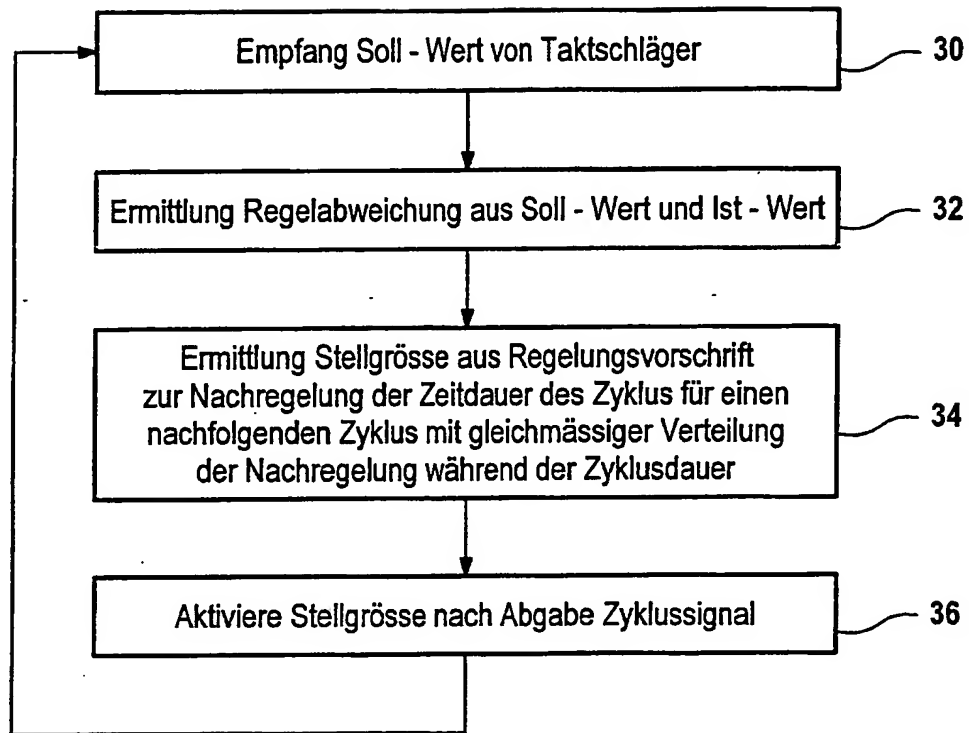 Empfang Soll - Wert von Taktschläger
30
Ermittlung Regelabweichung aus Soll - Wert und Ist - Wert
32
Ermittlung Stellgrösse aus Regelungsvorschrift
zur Nachregelung der Zeitdauer des Zyklus für einen
nachfolgenden Zyklus mit gleichmässiger Verteilung
der Nachregelung während der Zyklusdauer
34
Aktiviere Stellgrösse nach Abgabe Zyklussignal
36